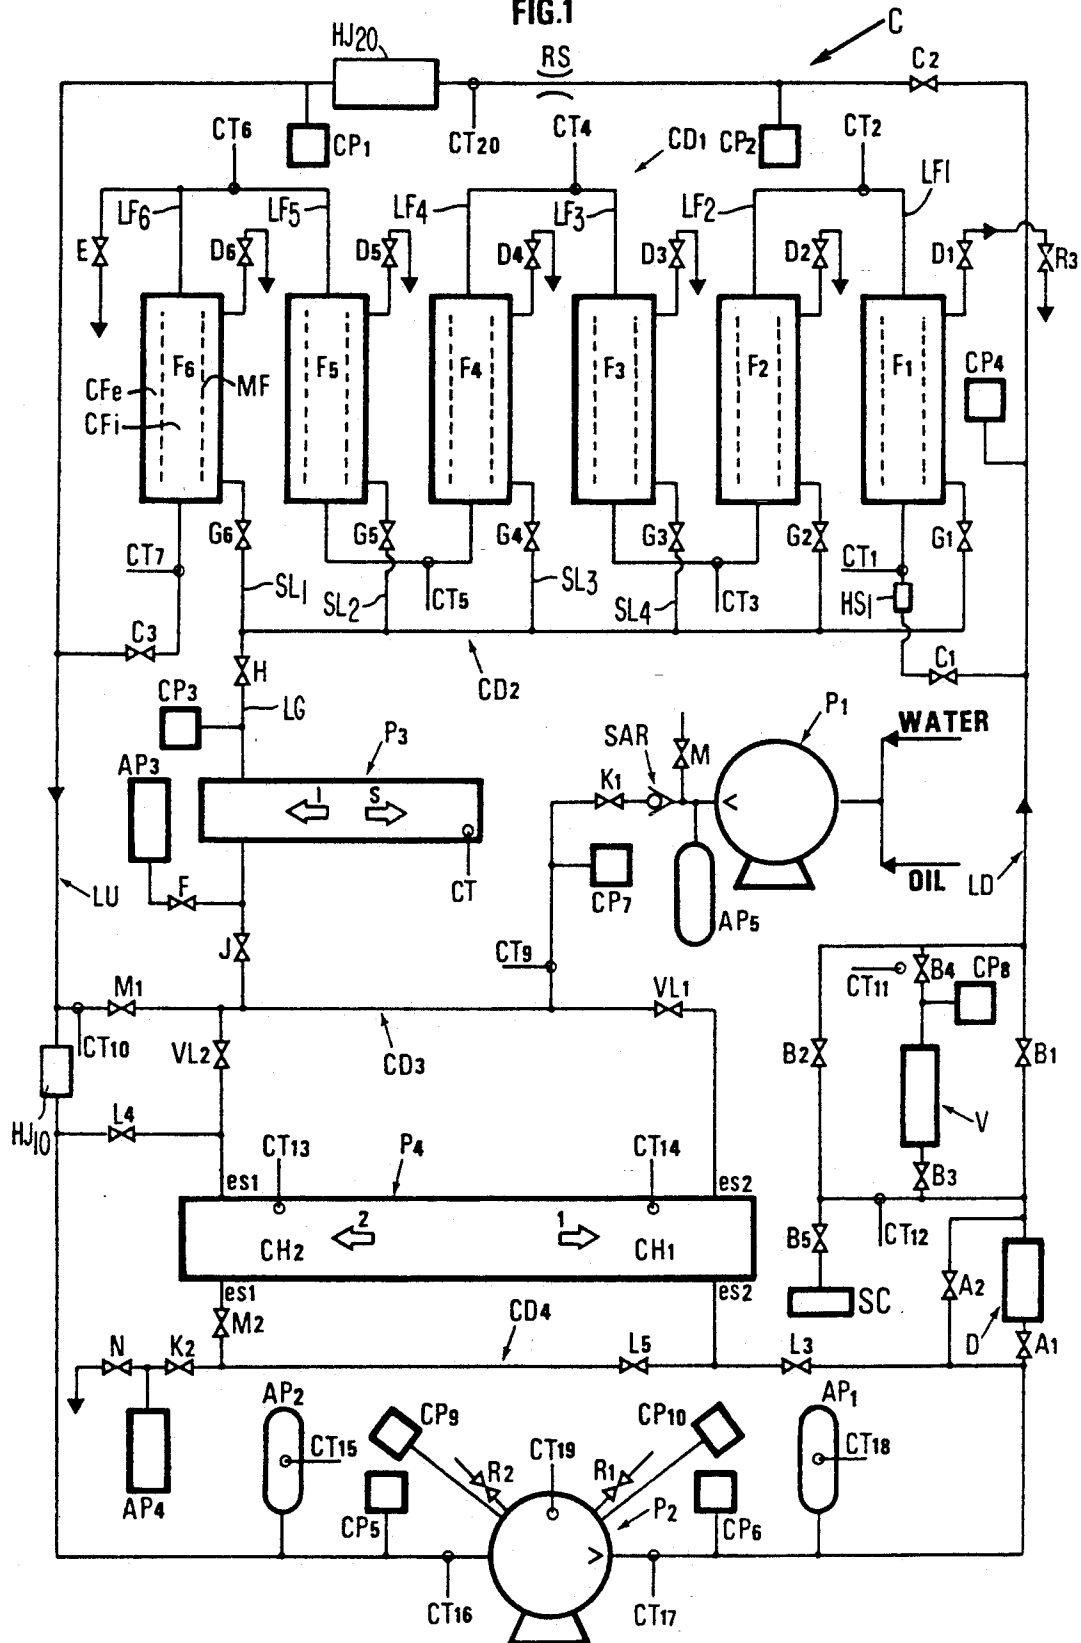 FIG.1
HJ20
RS
C
C2
CT6
CP1
CT20
CT4
CD1
CP2
CT2
LF6
LF5
LF4
LF3
LF2
LF1
E
D6
D5
D4
D3
D2
D1
R3
F6
F5
F4
F3
F2
F1
CP4
CFe
MF
CFi
G6
G5
G4
G3
G2
G1
CT7
SL1
SL2
CT5
SL3
SL4
CT3
CT1
HS1
C3
H
CD2
C1
CP3
LG
P3
SAR
M
P1
WATER
AP3
K1
I
S
CT
CP7
AP5
OIL
LD
LU
F
J
CT9
CT11
B4
CP8
M1
VL1
CT10
VL2
CD3
B2
B1
HJ10
L4
V
CT13
P4
CT14
B3
es1
es2
2
1
CH2
CH1
B5
CT12
A2
es1
es2
SC
M2
CD4
D
A1
N
K2
L5
L3
AP2
CP9
CP10
AP1
CT15
R2
CT19
R1
CT18
AP4
CP5
P2
CP6
CT16
CT17